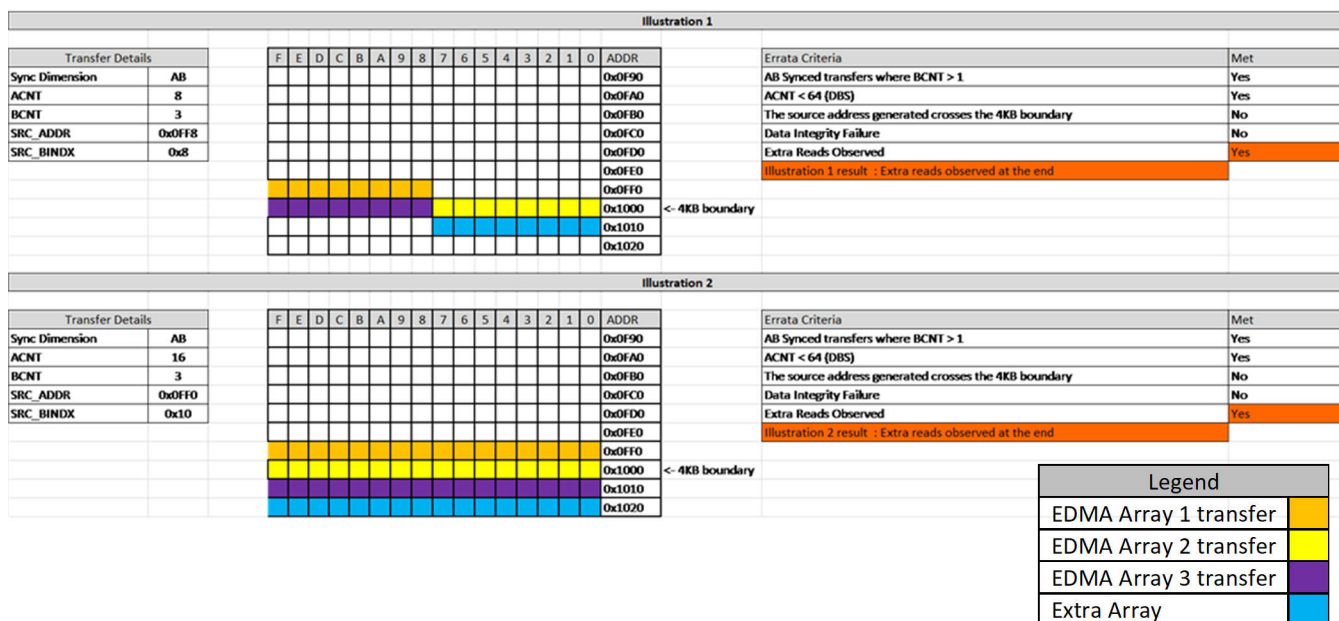 Illustration 1
Transfer Details F E D C B A 9 8 7 6 5 4 3 2 1 0 ADDR Errata Criteria Met
Sync Dimension AB 0x0F90 AB Synced transfers where BCNT > 1 Yes
ACNT 8 0x0FA0 ACNT < 64 (DBS) Yes
BCNT 3 0x0FB0 The source address generated crosses the 4KB boundary No
SRC_ADDR 0x0FF8 0x0FC0 Data Integrity Failure No
SRC_BINDX 0x8 0x0FD0 Extra Reads Observed Yes
0x0FE0 Illustration 1 result : Extra reads observed at the end
0x0FF0
0x1000 <- 4KB boundary
0x1010
0x1020
Illustration 2
Transfer Details F E D C B A 9 8 7 6 5 4 3 2 1 0 ADDR Errata Criteria Met
Sync Dimension AB 0x0F90 AB Synced transfers where BCNT > 1 Yes
ACNT 16 0x0FA0 ACNT < 64 (DBS) Yes
BCNT 3 0x0FB0 The source address generated crosses the 4KB boundary No
SRC_ADDR 0x0FF0 0x0FC0 Data Integrity Failure No
SRC_BINDX 0x10 0x0FD0 Extra Reads Observed Yes
0x0FE0 Illustration 2 result : Extra reads observed at the end
0x0FF0
0x1000 <- 4KB boundary
0x1010
0x1020
Legend
EDMA Array 1 transfer
EDMA Array 2 transfer
EDMA Array 3 transfer
Extra Array